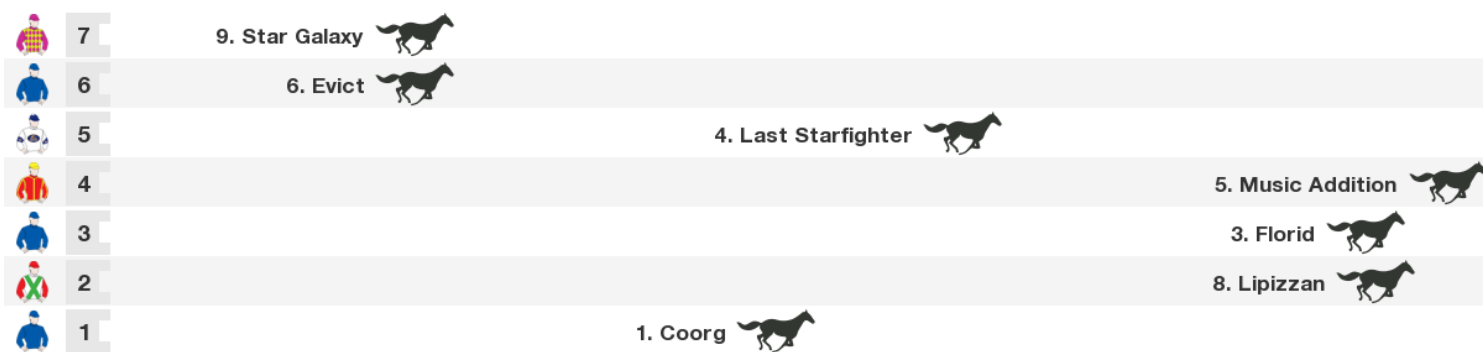 7 9. Star Galaxy
6 6. Evict
5 4. Last Starfighter
4 5. Music Addition
3 3. Florid
2 8. Lipizzan
1 1. Coorg